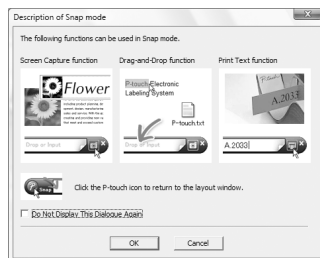 Description of Snap mode
The following functions can be used in Snap mode.
Screen Capture function
Drag-and-Drop function
Print Text function
Flower
P-touch Electronic
Labeling System
P-touch.txt
A.2033
Drop or Input
Drop or Input
A.2033
Snap
Click the P-touch icon to return to the layout window.
Do Not Display This Dialogue Again
OK
Cancel